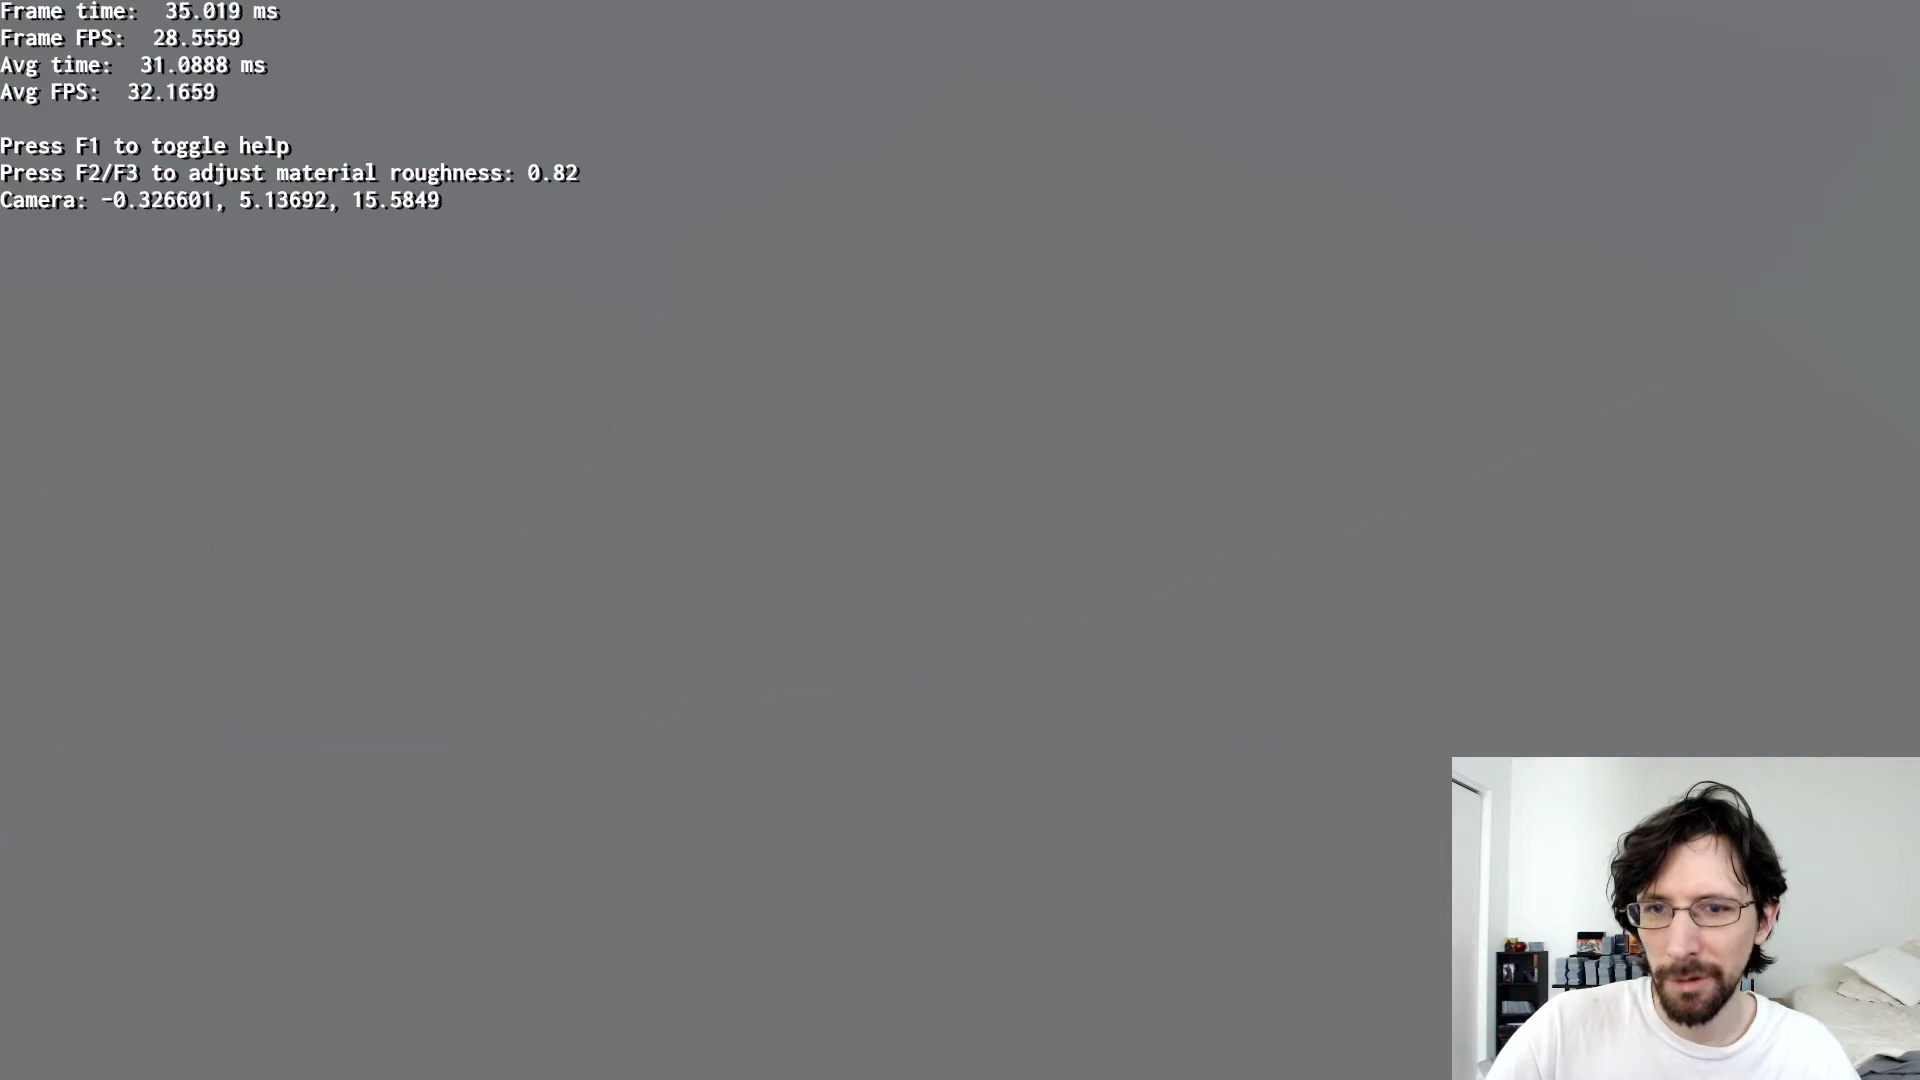 Frame time:  35.019 ms
Frame FPS:  28.5559
Avg time:  31.0888 ms
Avg FPS:  32.1659
Press F1 to toggle help
Press F2/F3 to adjust material roughness: 0.82
Camera: -0.326601, 5.13692, 15.5849